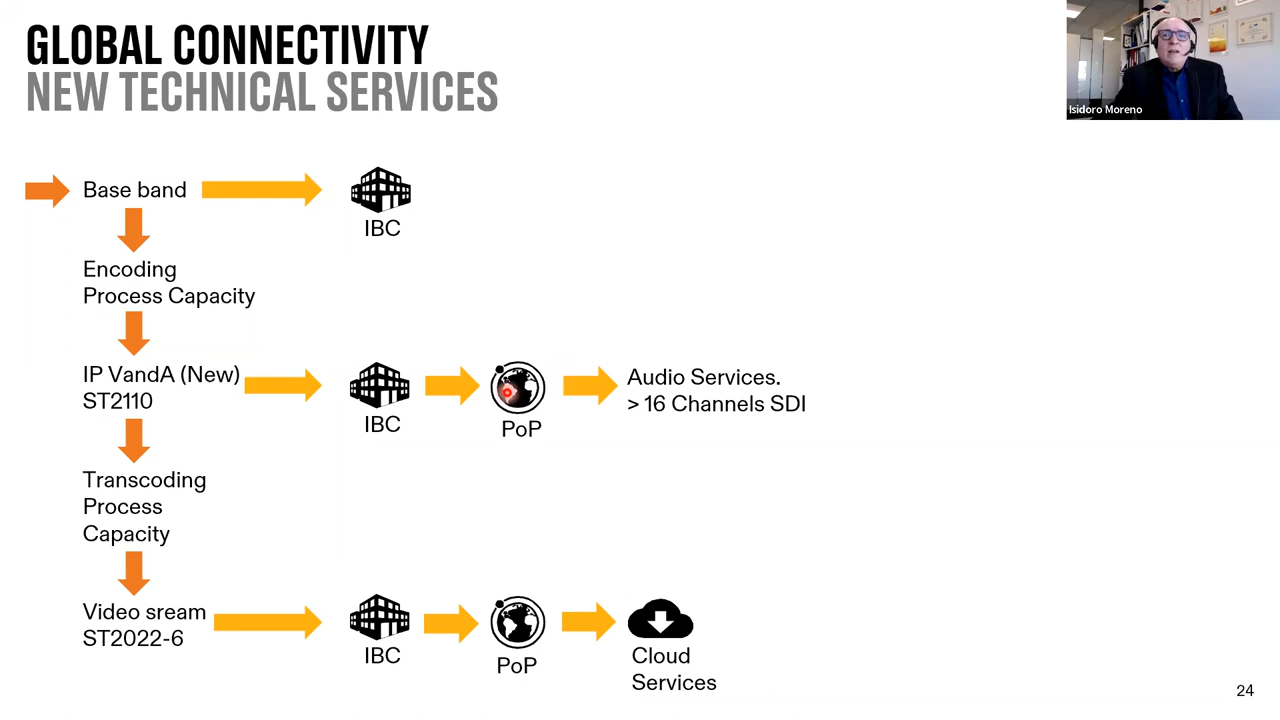 GLOBAL CONNECTIVITY
NEW TECHNICAL SERVICES
Isidoro Moreno
Base band
IBC
Encoding
Process Capacity
IP VandA (New)
ST2110
IBC
PoP
Audio Services.
> 16 Channels SDI
Transcoding
Process
Capacity
Video sream
ST2022-6
IBC
PoP
Cloud
Services
24